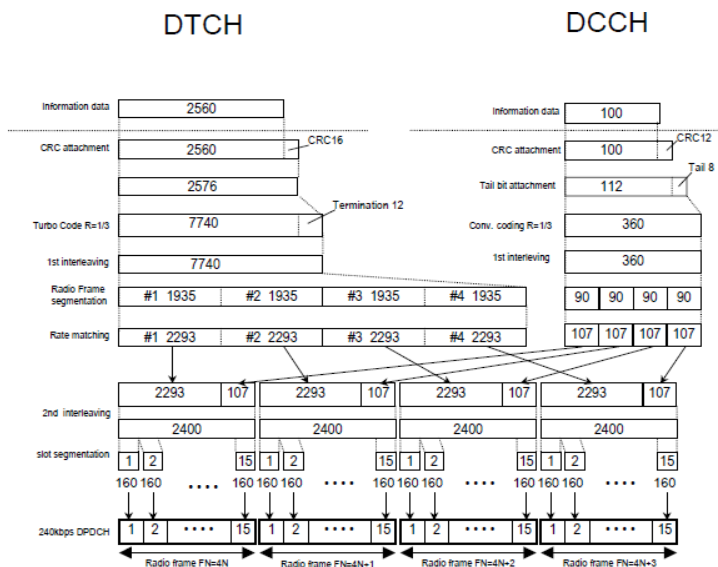 DTCH DCCH
Information data 2560 Information data 100
CRC16 CRC12
CRC attachment 2560 CRC attachment 100
Tail 8
2576 Tail bit attachment 112
Termination 12
Turbo Code R=1/3 7740 Conv. coding R=1/3 360
1st interleaving 7740 1st interleving 360
Radio Frame segmentation #1 1935 #2 1935 #3 1935 #4 1935 90 90 90 90
Rate matching #1 2293 #2 2293 #3 2293 #4 2293 107 107 107 107
2293 107 2293 107 2293 107 2293 107
2nd interleaving
2400 2400 2400 2400
slot segmentation 1 2 15 1 2 15 1 2 15 1 2 15
160 160 •••• 160 160 160 •••• 160 160 160 •••• 160 160 160 •••• 160
240kbps DPDCH 1 2 •••• 15 1 2 •••• 15 1 2 •••• 15 1 2 •••• 15
Radio frame FN=4N Radio frame FN=4N+1 Radio frame FN=4N+2 Radio frame FN=4N+3